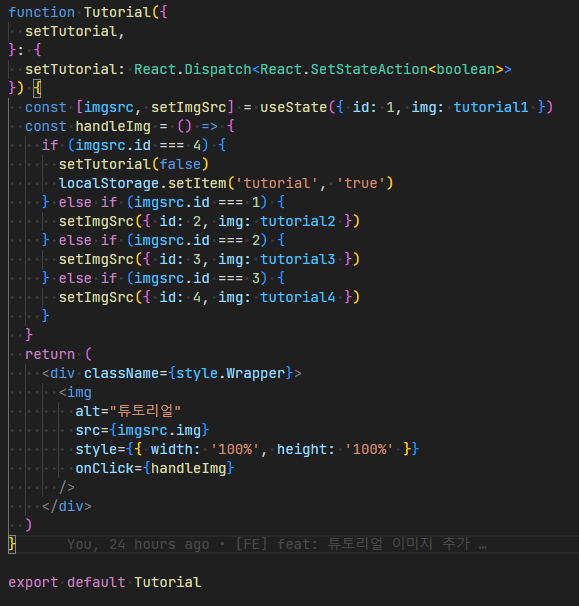 function Tutorial({
  setTutorial,
}: {
  setTutorial: React.Dispatch<React.SetStateAction<boolean>>
}) {
  const [imgsrc, setImgSrc] = useState({ id: 1, img: tutorial1 })
  const handleImg = () => {
    if (imgsrc.id === 4) {
      setTutorial(false)
      localStorage.setItem('tutorial', 'true')
    } else if (imgsrc.id === 1) {
      setImgSrc({ id: 2, img: tutorial2 })
    } else if (imgsrc.id === 2) {
      setImgSrc({ id: 3, img: tutorial3 })
    } else if (imgsrc.id === 3) {
      setImgSrc({ id: 4, img: tutorial4 })
    }
  }
  return (
    <div className={style.Wrapper}>
      <img
        alt="튜토리얼"
        src={imgsrc.img}
        style={{ width: '100%', height: '100%' }}
        onClick={handleImg}
      />
    </div>
  )
}      You, 24 hours ago • [FE] feat: 튜토리얼 이미지 추가 …
export default Tutorial